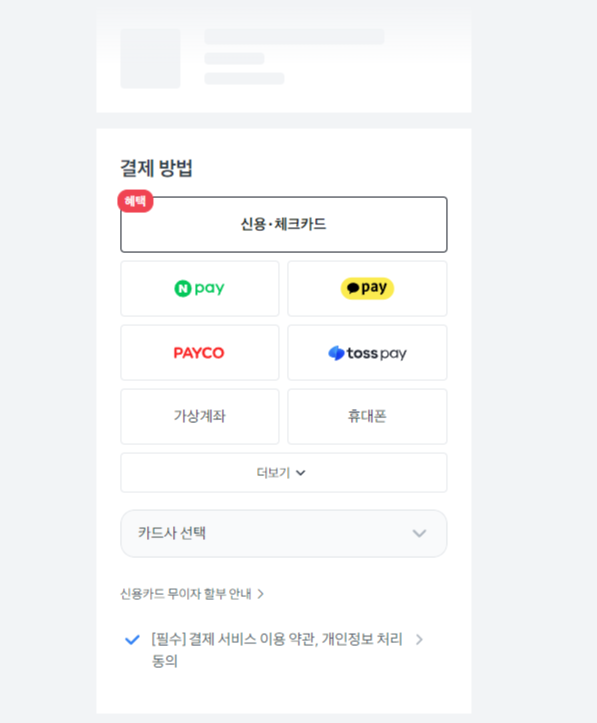 결제 방법
혜택
신용·체크카드
N pay
pay
PAYCO
toss pay
가상계좌
휴대폰
더보기
카드사 선택
신용카드 무이자 할부 안내 >
[필수] 결제 서비스 이용 약관, 개인정보 처리
동의